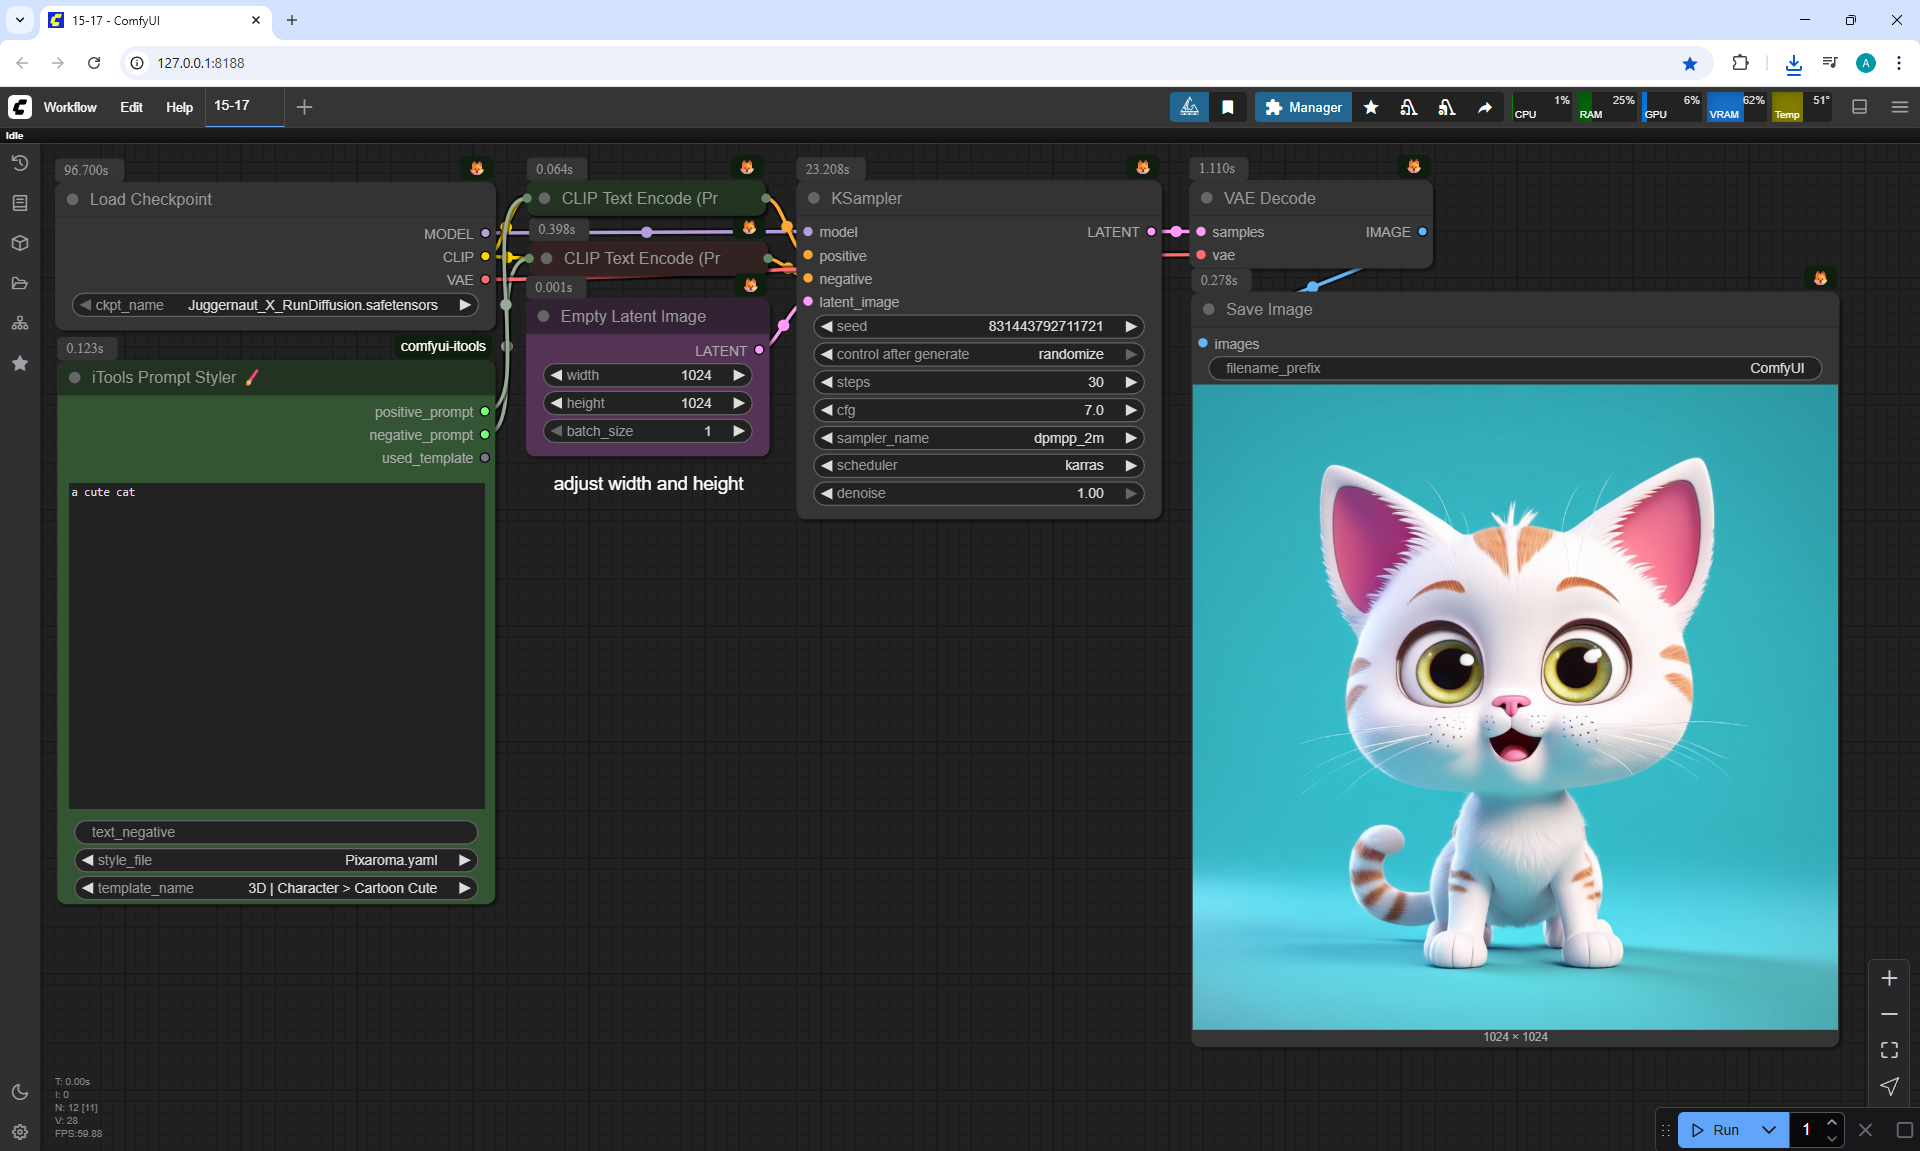 15-17 - ComfyUI
127.0.0.1:8188
Workflow Edit Help 15-17
Manager
CPU 1% RAM 25% GPU 6% VRAM 62% Temp 51°
Idle
96.700s
Load Checkpoint
MODEL
CLIP
VAE
ckpt_name Juggernaut_X_RunDiffusion.safetensors
0.123s
comfyui-itools
iTools Prompt Styler
positive_prompt
negative_prompt
used_template
a cute cat
text_negative
style_file Pixaroma.yaml
template_name 3D | Character > Cartoon Cute
0.064s
CLIP Text Encode (Pr
0.398s
CLIP Text Encode (Pr
0.001s
Empty Latent Image
LATENT
width 1024
height 1024
batch_size 1
adjust width and height
23.208s
KSampler
model LATENT
positive
negative
latent_image
seed 831443792711721
control after generate randomize
steps 30
cfg 7.0
sampler_name dpmpp_2m
scheduler karras
denoise 1.00
1.110s
VAE Decode
samples IMAGE
vae
0.278s
Save Image
images
filename_prefix ComfyUI
1024 × 1024
T: 0.00s
I: 0
N: 12 [11]
V: 28
FPS:59.88
Run 1
A